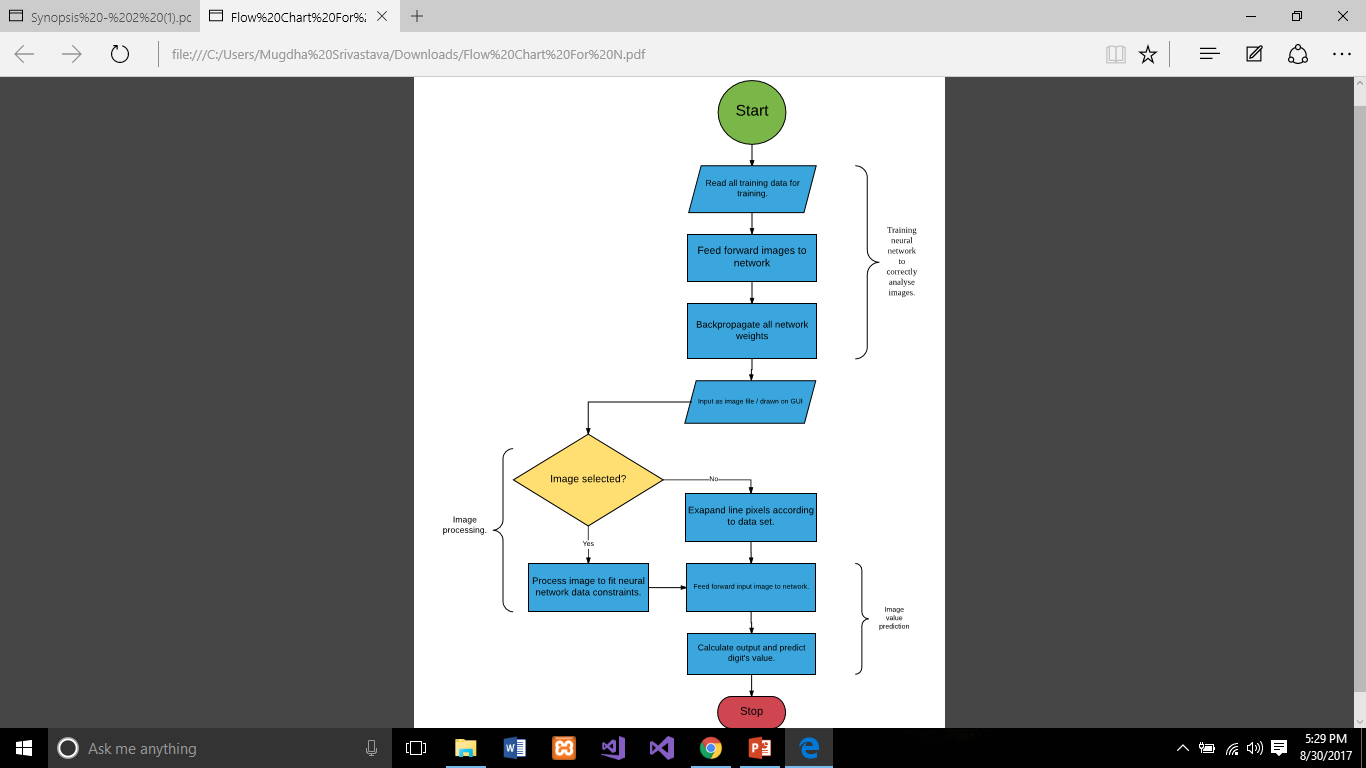 Synopsis%20-%202%20(1).pc
Flow%20Chart%20For%2
file:///C:/Users/Mugdha%20Srivastava/Downloads/Flow%20Chart%20For%20N.pdf
Start
Read all training data for
training.
Feed forward images to
network
Backpropagate all network
weights
Training
neural
network
to
correctly
analyse
images.
Input as image file / drawn on GUI
Image selected?
No
Yes
Image
processing.
Exapand line pixels according
to data set.
Process image to fit neural
network data constraints.
Feed forward input image to network.
Calculate output and predict
digit's value.
Image
value
prediction
Stop
Ask me anything
5:29 PM
8/30/2017